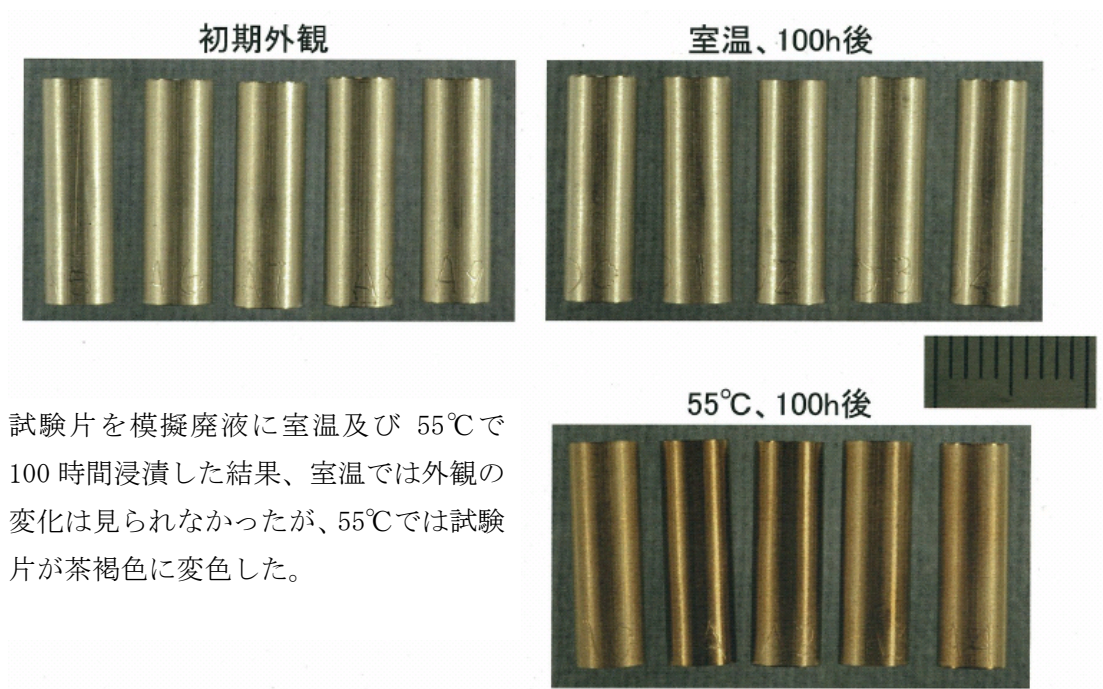 初期外観
室温、100h後
A6
A9
55℃、100h後
試験片を模擬廃液に室温及び 55℃で
100 時間浸漬した結果、室温では外観の
変化は見られなかったが、55℃では試験
片が茶褐色に変色した。